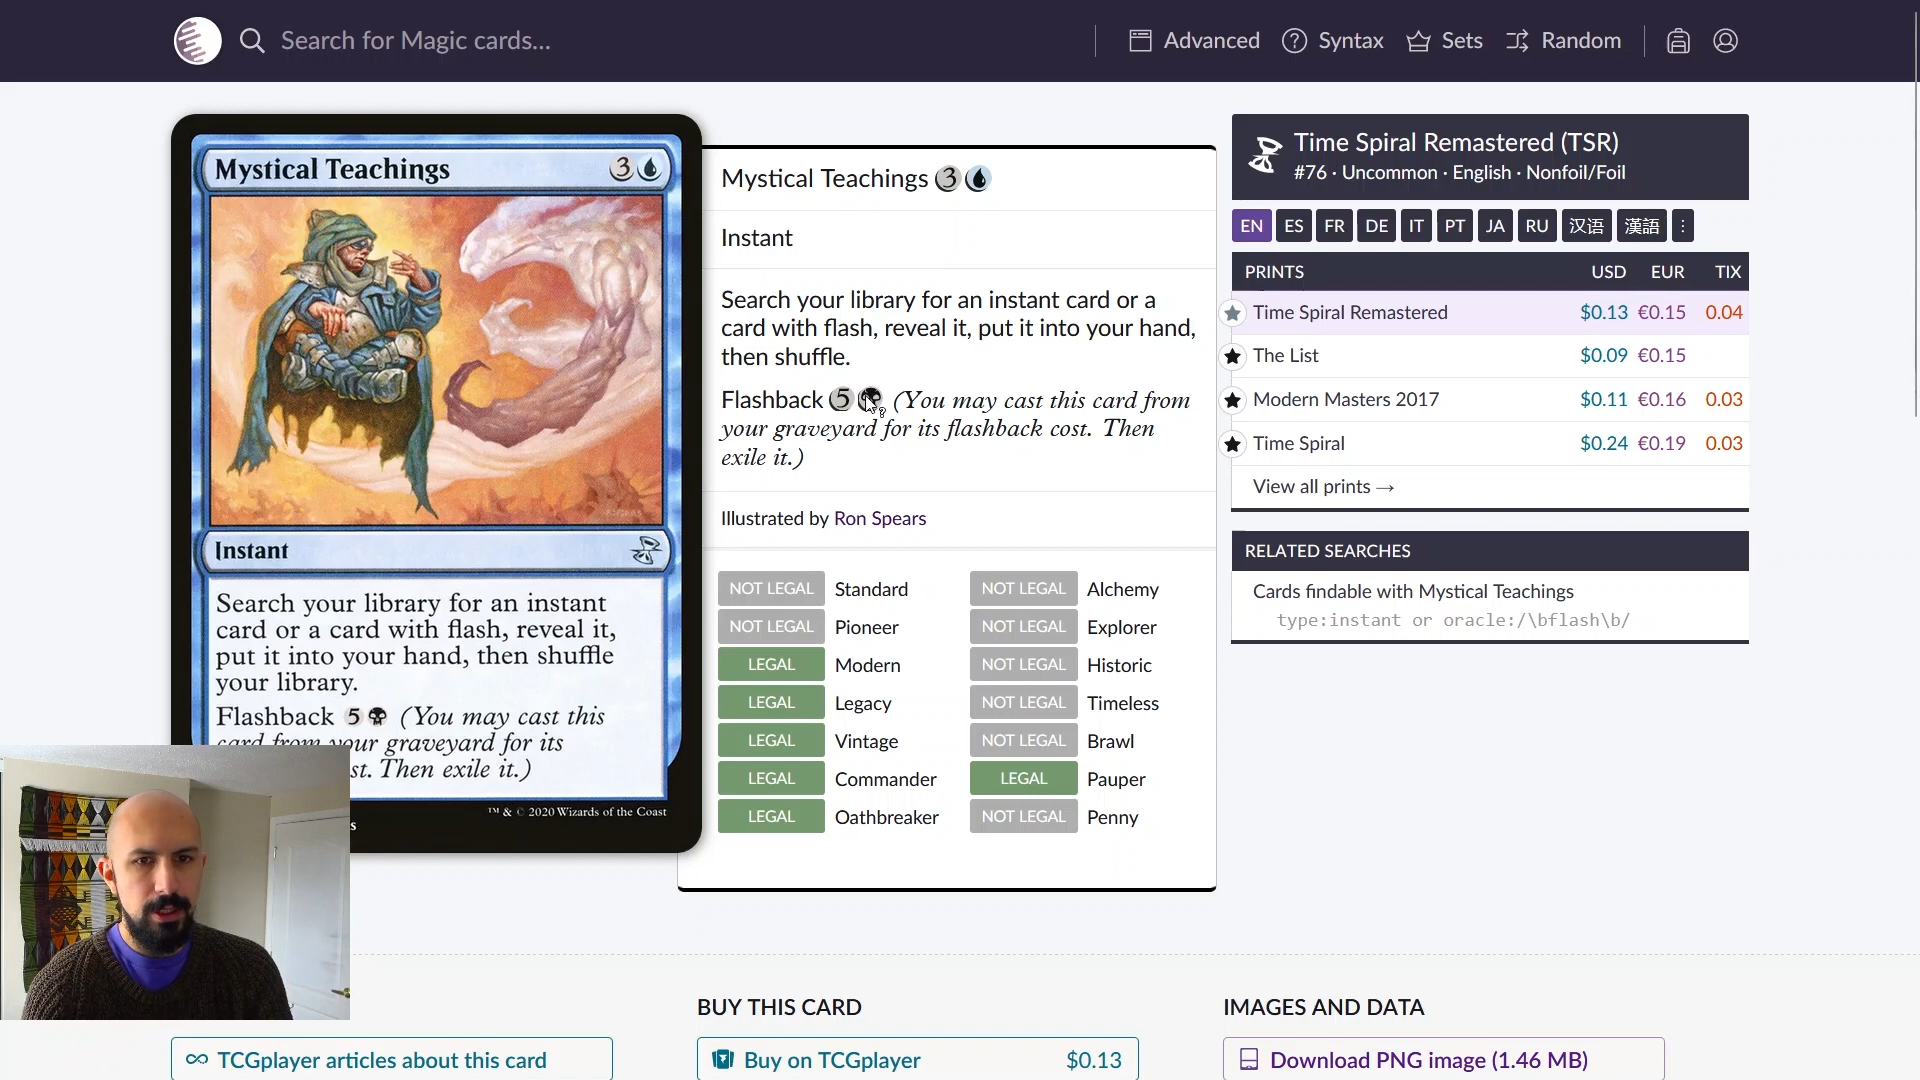 Search for Magic cards...
Advanced
Syntax
Sets
Random
Mystical Teachings 3
Instant
Search your library for an instant
card or a card with flash, reveal it,
put it into your hand, then shuffle
your library.
Flashback 5 (You may cast this
card from your graveyard for its
st. Then exile it.)
™ & © 2020 Wizards of the Coast
s
Mystical Teachings 3
Instant
Search your library for an instant card or a
card with flash, reveal it, put it into your hand,
then shuffle.
Flashback 5 (You may cast this card from
your graveyard for its flashback cost. Then
exile it.)
Illustrated by Ron Spears
NOT LEGAL Standard NOT LEGAL Alchemy
NOT LEGAL Pioneer NOT LEGAL Explorer
LEGAL Modern NOT LEGAL Historic
LEGAL Legacy NOT LEGAL Timeless
LEGAL Vintage NOT LEGAL Brawl
LEGAL Commander LEGAL Pauper
LEGAL Oathbreaker NOT LEGAL Penny
Time Spiral Remastered (TSR)
#76 · Uncommon · English · Nonfoil/Foil
EN ES FR DE IT PT JA RU 汉语 漢語 ⋮
PRINTS USD EUR TIX
Time Spiral Remastered $0.13 €0.15 0.04
The List $0.09 €0.15
Modern Masters 2017 $0.11 €0.16 0.03
Time Spiral $0.24 €0.19 0.03
View all prints →
RELATED SEARCHES
Cards findable with Mystical Teachings
type:instant or oracle:/\bflash\b/
TCGplayer articles about this card
BUY THIS CARD
Buy on TCGplayer $0.13
IMAGES AND DATA
Download PNG image (1.46 MB)